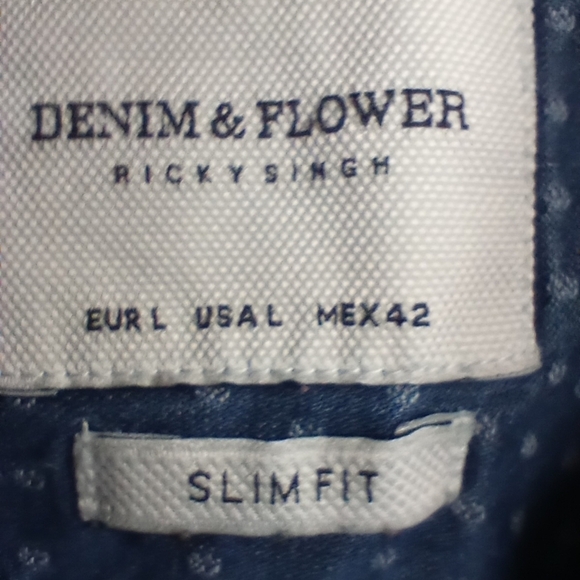 DENIM & FLOWER
RICKY SINGH
EUR L USA L MEX 42
SLIM FIT